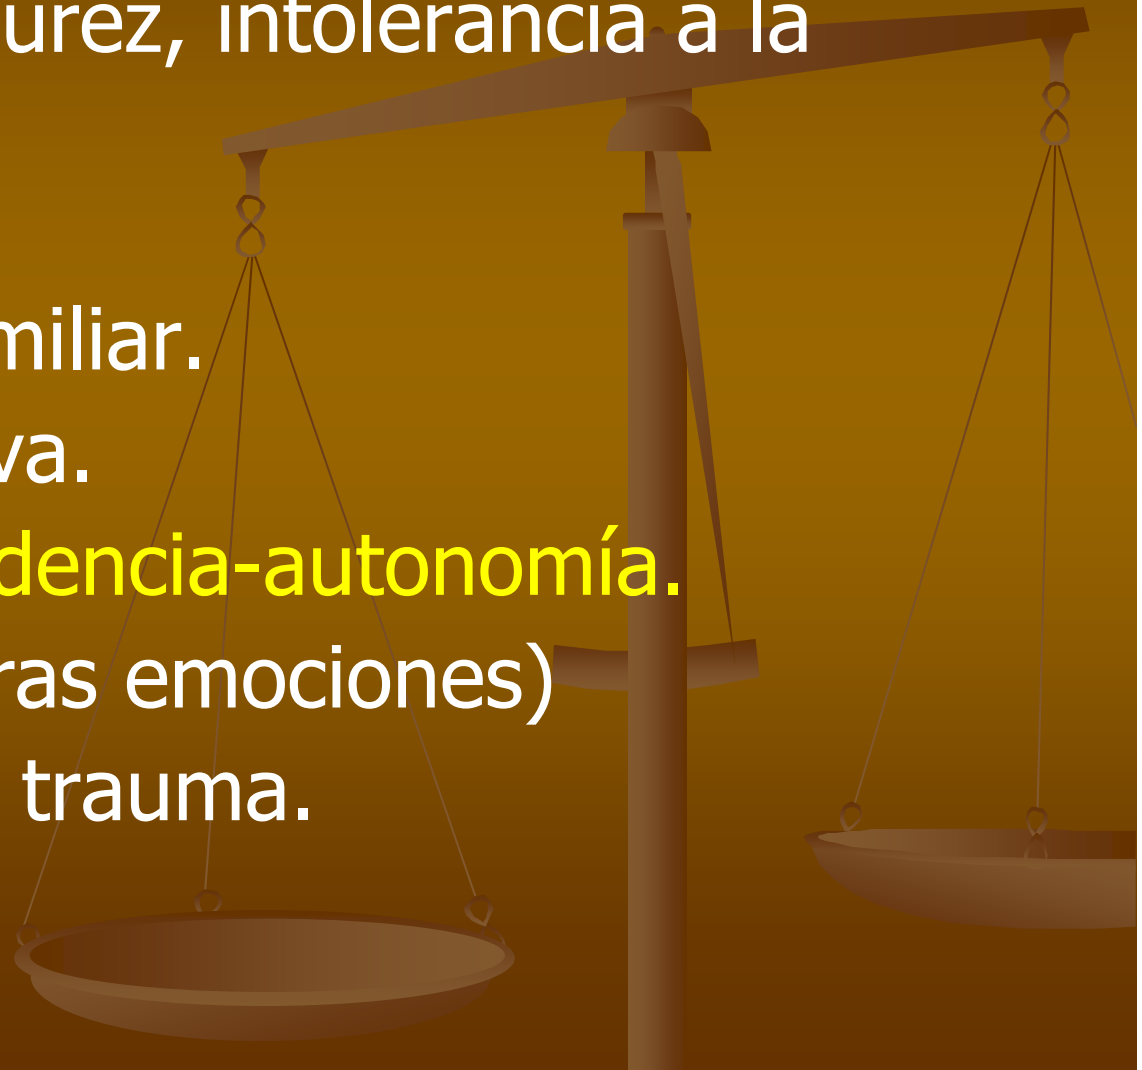 urez, intolerancia a la
miliar.
va.
dencia-autonomía.
ras emociones)
trauma.